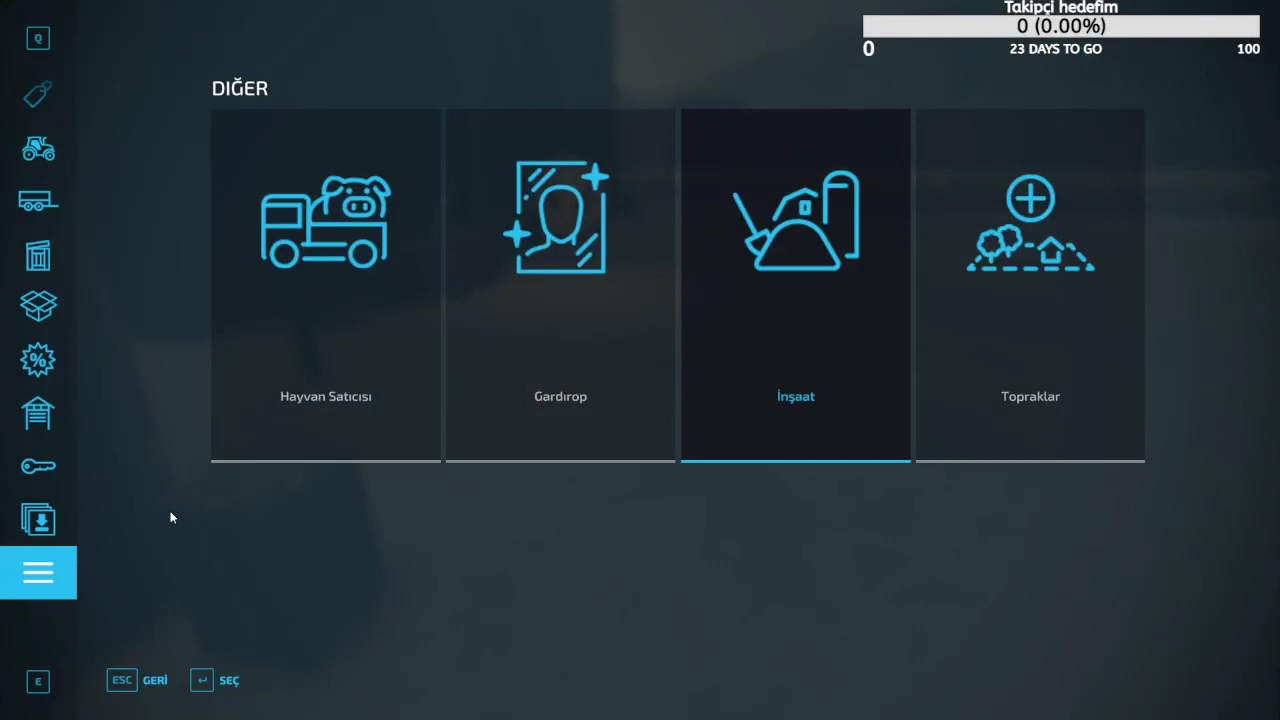 Takipçi hedefim
0 (0.00%)
0 23 DAYS TO GO 100
Q
DIĞER
%
Hayvan Satıcısı Gardırop İnşaat Topraklar
E ESC GERİ SEÇ